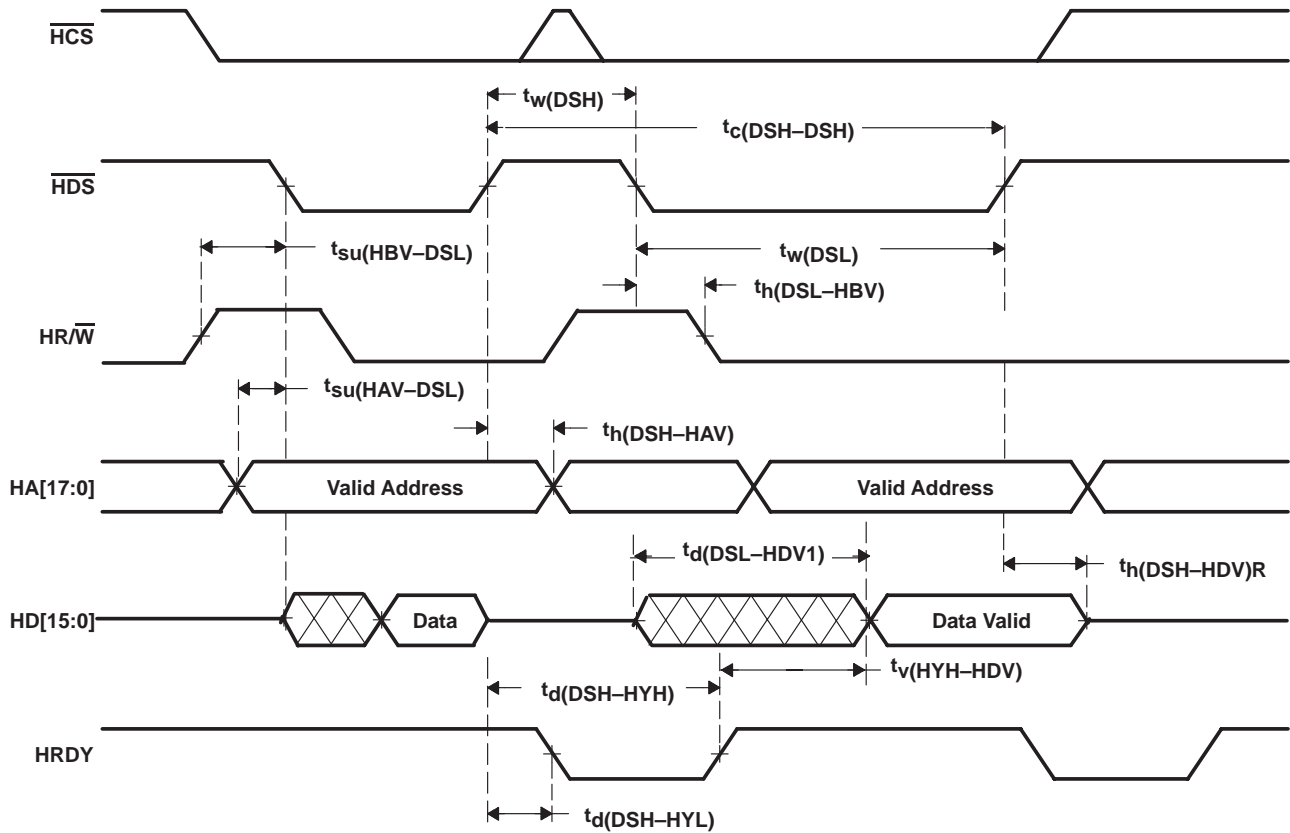 H̅C̅S̅
tw(DSH)
tc(DSH–DSH)
H̅D̅S̅
tsu(HBV–DSL)
tw(DSL)
th(DSL–HBV)
HR/W̅
tsu(HAV–DSL)
th(DSH–HAV)
HA[17:0]
Valid Address
Valid Address
td(DSL–HDV1)
th(DSH–HDV)R
HD[15:0]
Data
Data Valid
tv(HYH–HDV)
td(DSH–HYH)
HRDY
td(DSH–HYL)